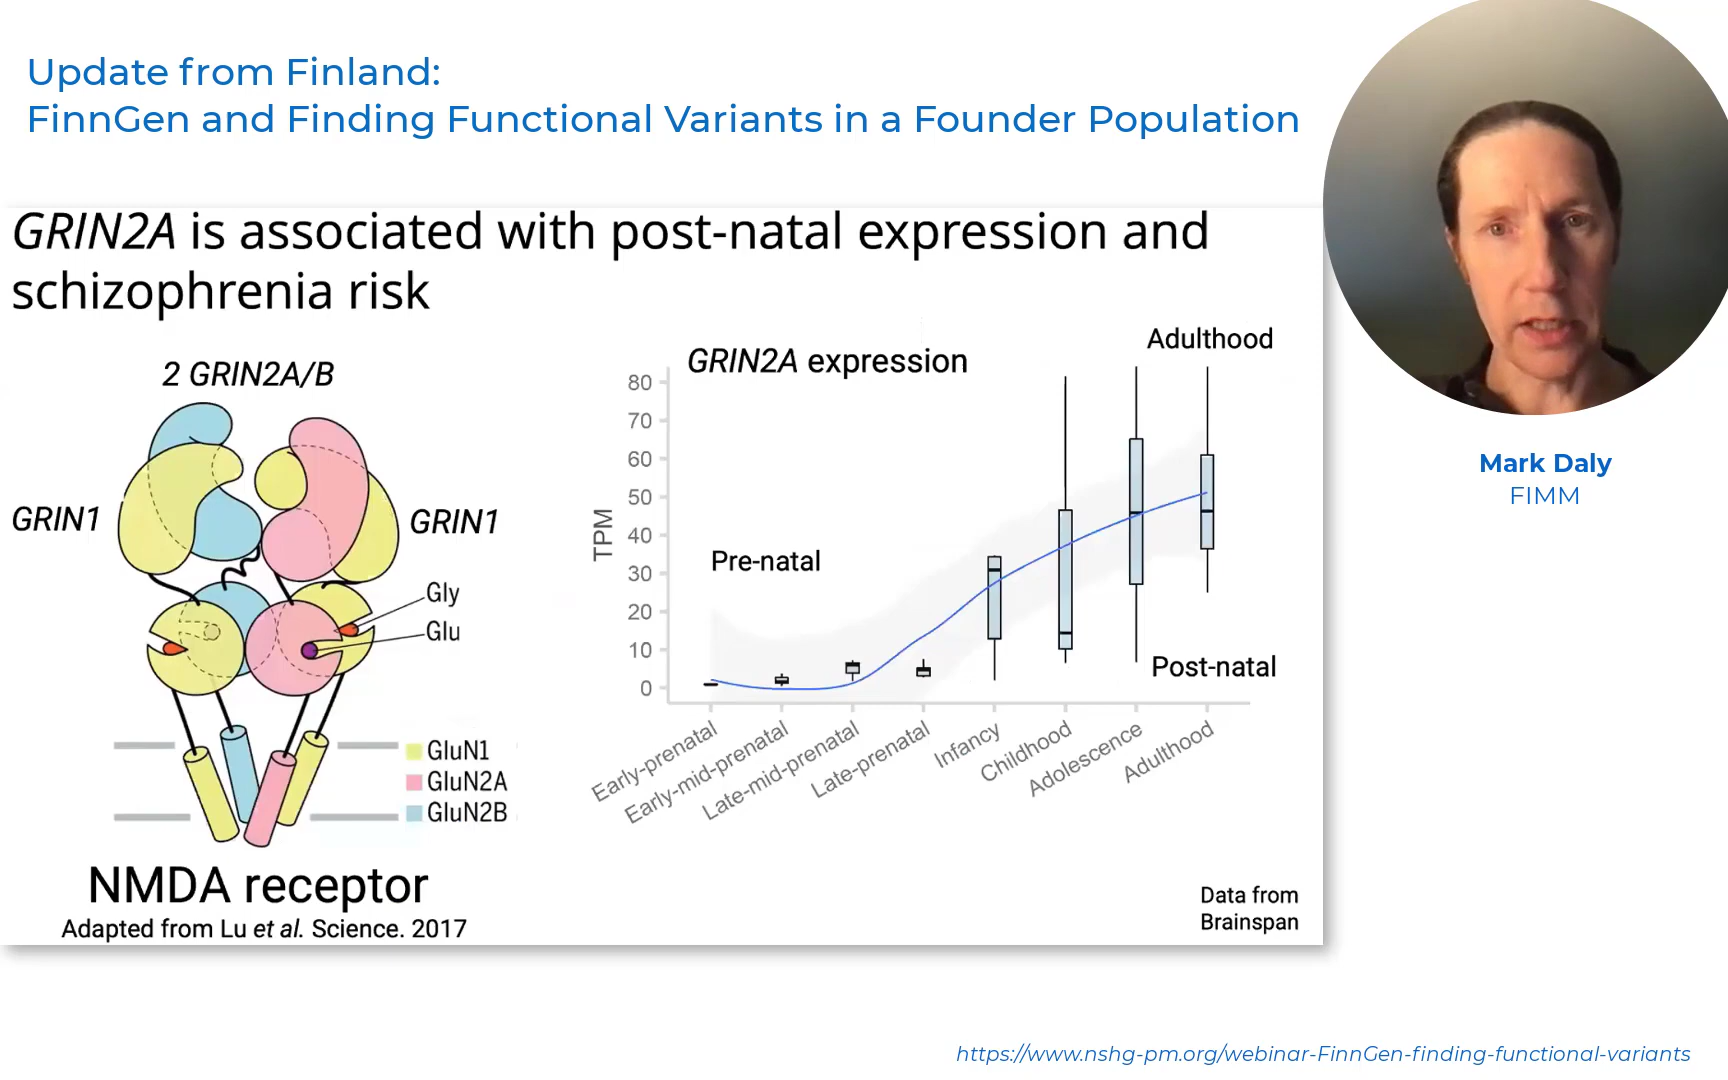 Update from Finland:
FinnGen and Finding Functional Variants in a Founder Population
GRIN2A is associated with post-natal expression and
schizophrenia risk
2 GRIN2A/B
GRIN1
GRIN1
Gly
Glu
GluN1
GluN2A
GluN2B
NMDA receptor
Adapted from Lu et al. Science. 2017
GRIN2A expression
Adulthood
Pre-natal
Post-natal
TPM
80
70
60
50
40
30
20
10
0
Early-prenatal
Early-mid-prenatal
Late-mid-prenatal
Late-prenatal
Infancy
Childhood
Adolescence
Adulthood
Data from
Brainspan
Mark Daly
FIMM
https://www.nshg-pm.org/webinar-FinnGen-finding-functional-variants